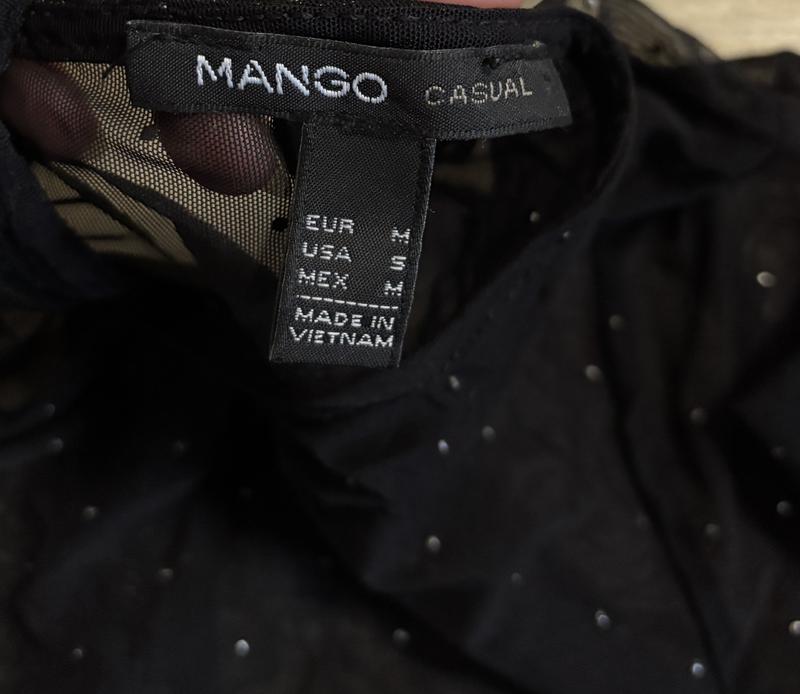 MANGO CASUAL
EUR M
USA S
MEX M
MADE IN
VIETNAM